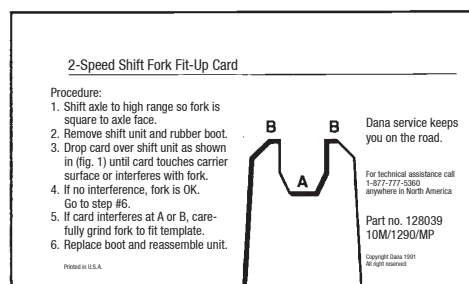 2-Speed Shift Fork Fit-Up Card
Procedure:
1. Shift axle to high range so fork is
square to axle face.
2. Remove shift unit and rubber boot.
3. Drop card over shift unit as shown
in (fig. 1) until card touches carrier
surface or interferes with fork.
4. If no interference, fork is OK.
Go to step #6.
5. If card interferes at A or B, care-
fully grind fork to fit template.
6. Replace boot and reassemble unit.
Printed in U.S.A.
B B
A
Dana service keeps
you on the road.
For technical assistance call
1-877-777-5360
anywhere in North America
Part no. 128039
10M/1290/MP
Copyright Dana 1991
All right reserved